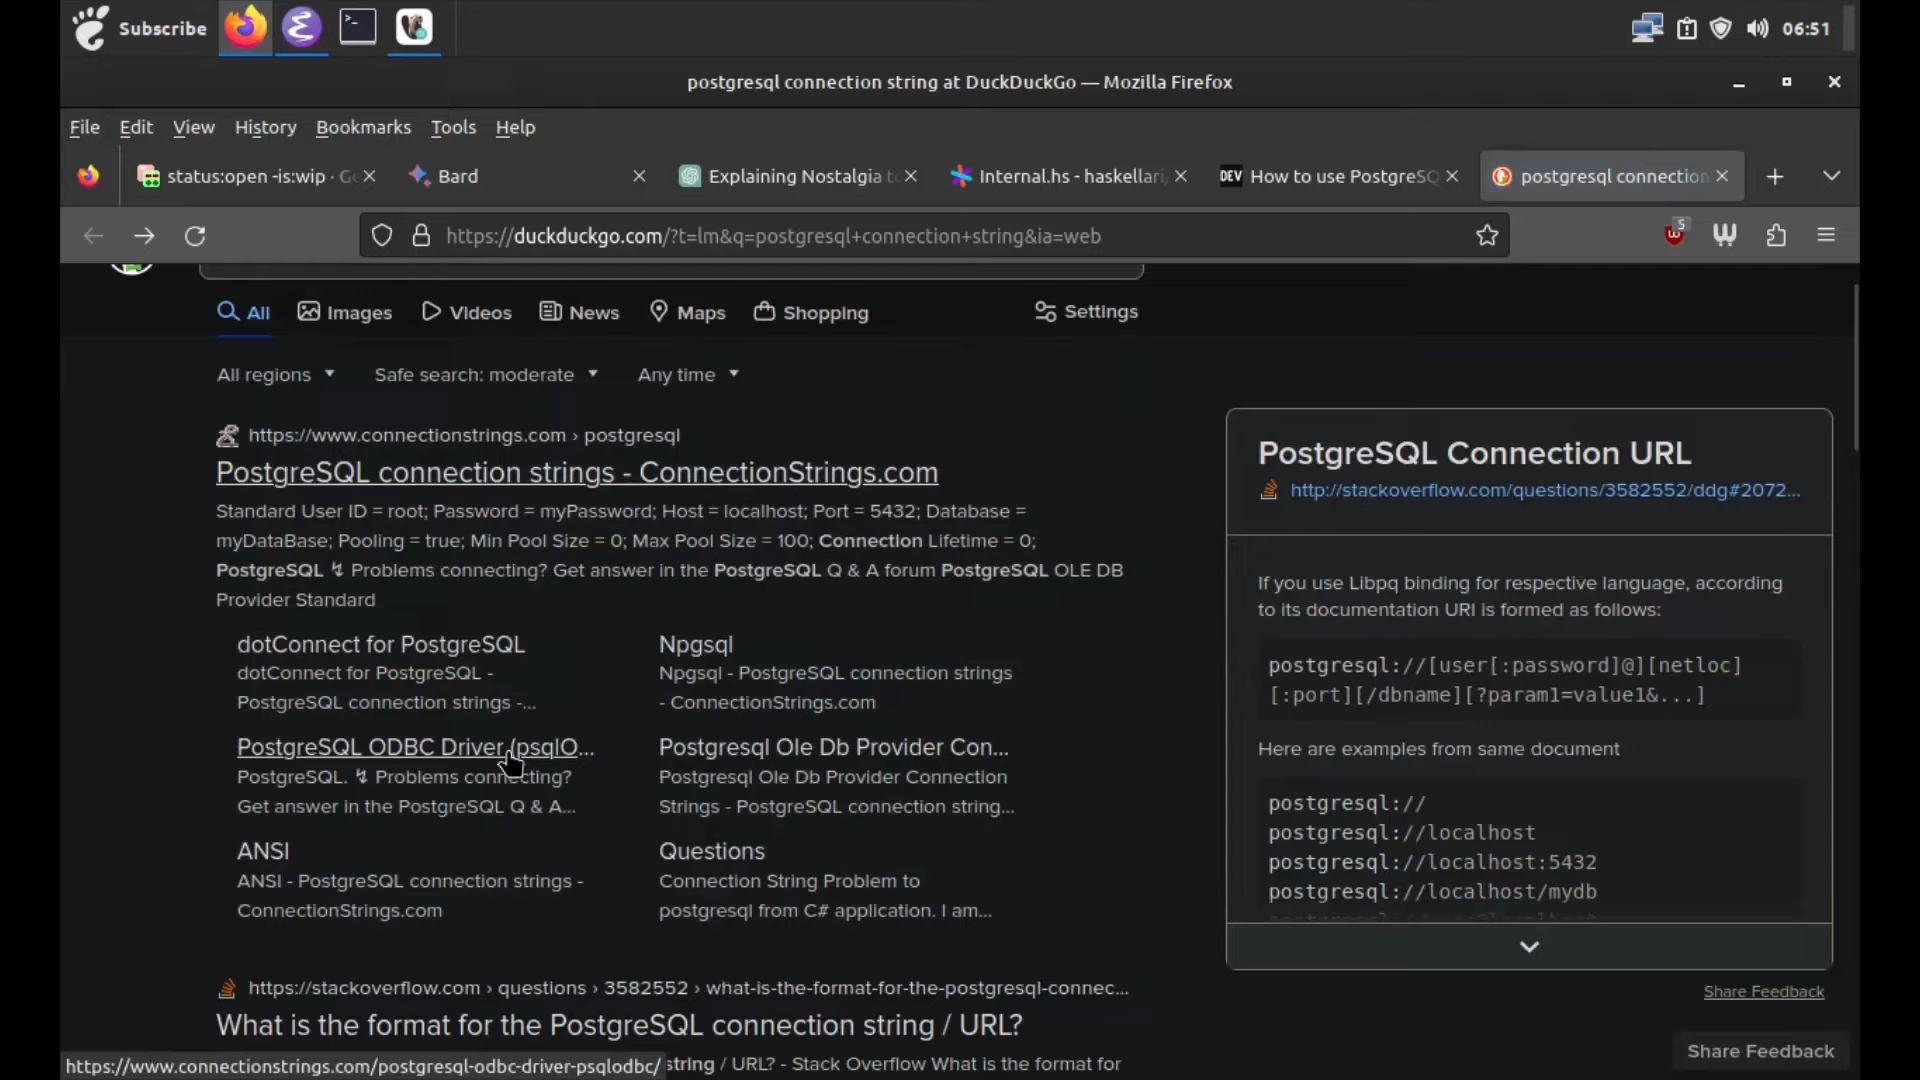 Subscribe
06:51
postgresql connection string at DuckDuckGo — Mozilla Firefox
File Edit View History Bookmarks Tools Help
status:open -is:wip · Ge
Bard
Explaining Nostalgia to
Internal.hs - haskellari
DEV How to use PostgreSQ
postgresql connection
https://duckduckgo.com/?t=lm&q=postgresql+connection+string&ia=web
5
All Images Videos News Maps Shopping Settings
All regions Safe search: moderate Any time
https://www.connectionstrings.com › postgresql
PostgreSQL connection strings - ConnectionStrings.com
Standard User ID = root; Password = myPassword; Host = localhost; Port = 5432; Database =
myDataBase; Pooling = true; Min Pool Size = 0; Max Pool Size = 100; Connection Lifetime = 0;
PostgreSQL ↯ Problems connecting? Get answer in the PostgreSQL Q & A forum PostgreSQL OLE DB
Provider Standard
dotConnect for PostgreSQL
dotConnect for PostgreSQL -
PostgreSQL connection strings -...
Npgsql
Npgsql - PostgreSQL connection strings
- ConnectionStrings.com
PostgreSQL ODBC Driver (psqlO...
PostgreSQL. ↯ Problems connecting?
Get answer in the PostgreSQL Q & A...
Postgresql Ole Db Provider Con...
Postgresql Ole Db Provider Connection
Strings - PostgreSQL connection string...
ANSI
ANSI - PostgreSQL connection strings -
ConnectionStrings.com
Questions
Connection String Problem to
postgresql from C# application. I am...
https://stackoverflow.com › questions › 3582552 › what-is-the-format-for-the-postgresql-connec...
What is the format for the PostgreSQL connection string / URL?
string / URL? - Stack Overflow What is the format for
https://www.connectionstrings.com/postgresql-odbc-driver-psqlodbc/
PostgreSQL Connection URL
http://stackoverflow.com/questions/3582552/ddg#2072...
If you use Libpq binding for respective language, according
to its documentation URI is formed as follows:
postgresql://[user[:password]@][netloc]
[:port][/dbname][?param1=value1&...]
Here are examples from same document
postgresql://
postgresql://localhost
postgresql://localhost:5432
postgresql://localhost/mydb
Share Feedback
Share Feedback